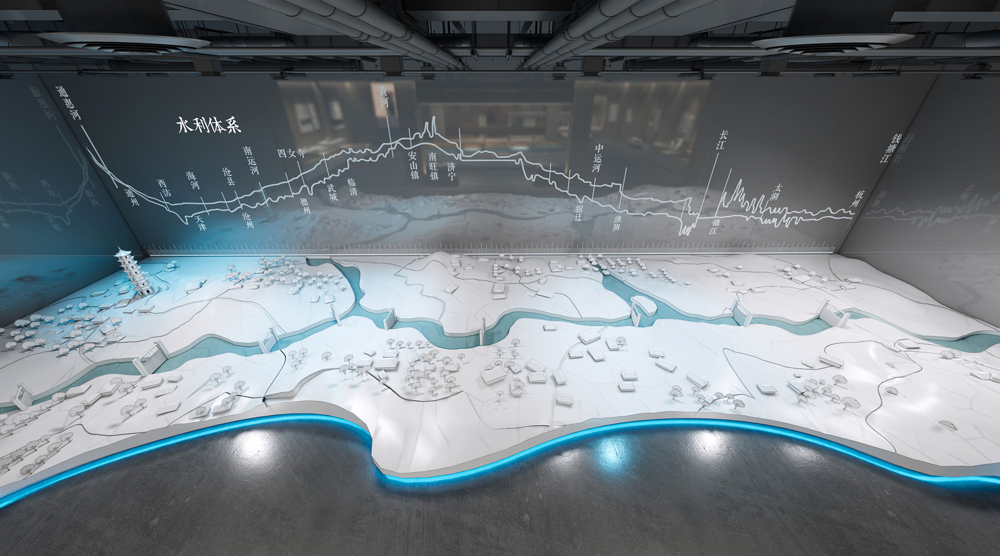 通惠河
水利体系
通州
西沽
海河
天津
沧县
南运河
沧州
四女寺
德州
武城
临清
黄河
安山镇
南旺镇
济宁
中运河
宿迁
淮阴
长江
镇江
太湖
杭州
钱塘江